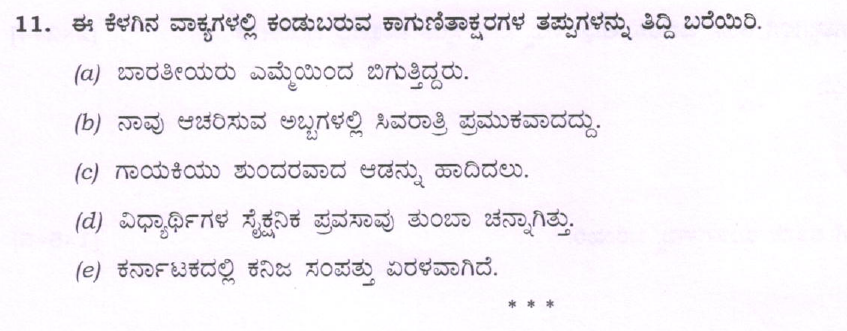 11. ಈ ಕೆಳಗಿನ ವಾಕ್ಯಗಳಲ್ಲಿ ಕಂಡುಬರುವ ಕಾಗುಣಿತಾಕ್ಷರಗಳ ತಪ್ಪುಗಳನ್ನು ತಿದ್ದಿ ಬರೆಯಿರಿ.
(a) ಬಾರತೀಯರು ಎಮ್ಮೆಯಿಂದ ಬಿಗುತ್ತಿದ್ದರು.
(b) ನಾವು ಆಚರಿಸುವ ಅಬ್ಬಗಳಲ್ಲಿ ಸಿವರಾತ್ರಿ ಪ್ರಮುಕವಾದದ್ದು.
(c) ಗಾಯಕಿಯು ಶುಂದರವಾದ ಆಡನ್ನು ಹಾದಿದಲು.
(d) ವಿಧ್ಯಾರ್ಥಿಗಳ ಸೈಕ್ಷನಿಕ ಪ್ರವಸಾವು ತುಂಬಾ ಚನ್ನಾಗಿತ್ತು.
(e) ಕರ್ನಾಟಕದಲ್ಲಿ ಕನಿಜ ಸಂಪತ್ತು ಏರಳವಾಗಿದೆ.
* * *